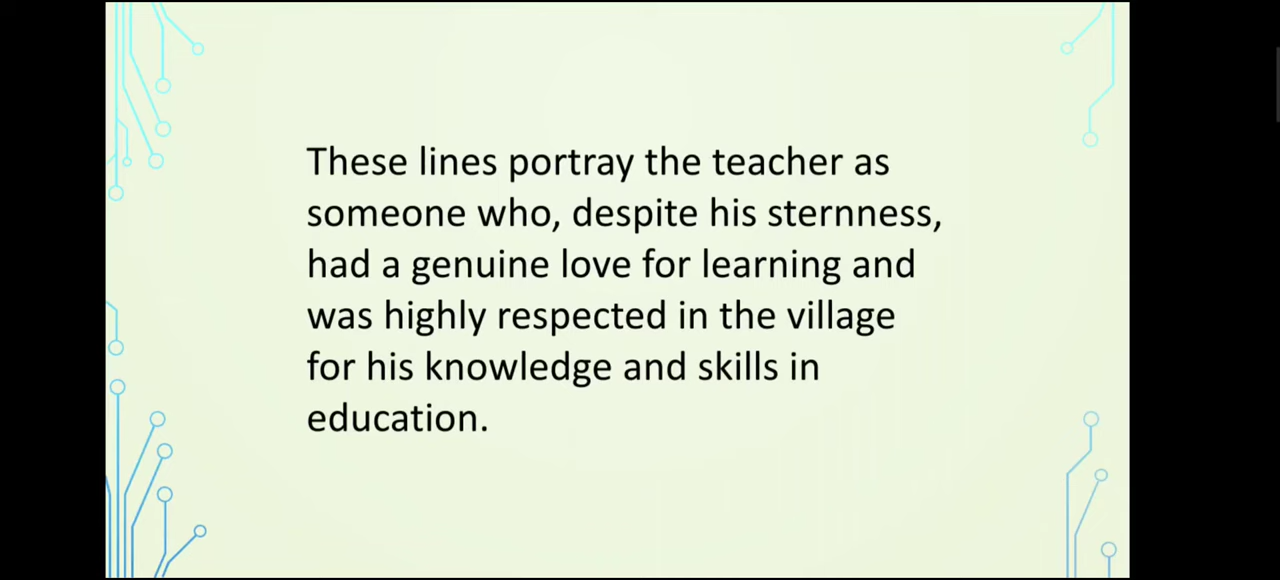 These lines portray the teacher as
someone who, despite his sternness,
had a genuine love for learning and
was highly respected in the village
for his knowledge and skills in
education.